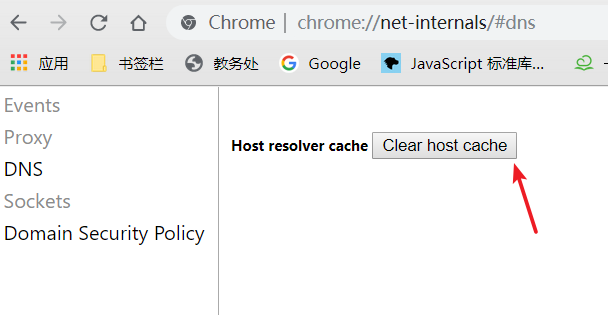 Chrome | chrome://net-internals/#dns
应用 书签栏 教务处 Google JavaScript 标准库...
Events
Proxy
DNS
Sockets
Domain Security Policy
Host resolver cache Clear host cache